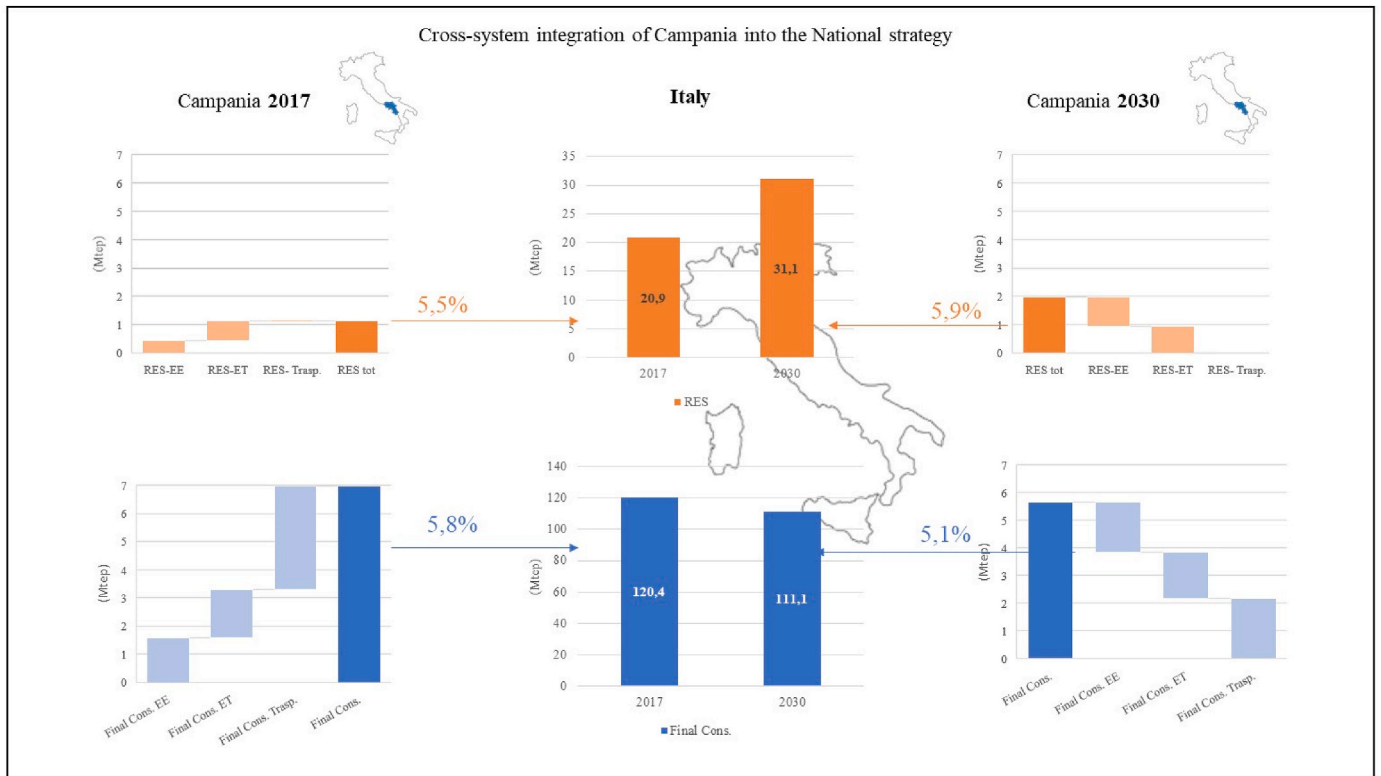 Cross-system integration of Campania into the National strategy
Campania 2017
Italy
Campania 2030
7
6
5
4
3
2
1
0
(Mtep)
RES-EE
RES-ET
RES- Trasp.
RES tot
5,5%
35
30
25
20
15
10
5
0
(Mtep)
20,9
31,1
2017
2030
RES
5,9%
7
6
5
4
3
2
1
0
(Mtep)
RES tot
RES-EE
RES-ET
RES- Trasp.
7
6
5
4
3
2
1
0
(Mtep)
Final Cons. EE
Final Cons. ET
Final Cons. Trasp.
Final Cons.
5,8%
140
120
100
80
60
40
20
0
(Mtep)
120,4
111,1
2017
2030
Final Cons.
5,1%
7
6
5
4
3
2
1
0
(Mtep)
Final Cons.
Final Cons. EE
Final Cons. ET
Final Cons. Trasp.